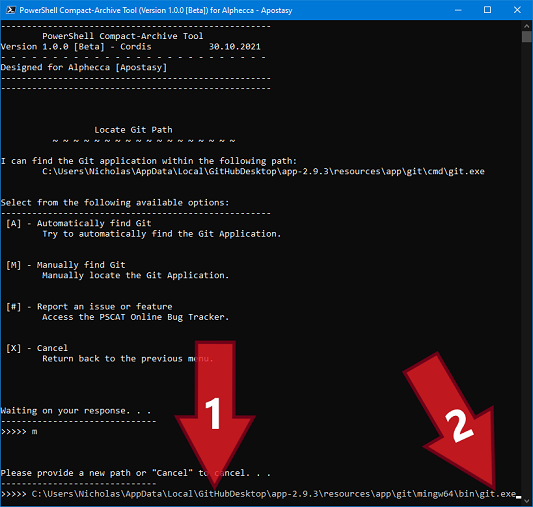 PowerShell Compact-Archive Tool (Version 1.0.0 [Beta]) for Alphecca - Apostasy
-----------------------------------------------------
PowerShell Compact-Archive Tool
Version 1.0.0 [Beta] - Cordis 30.10.2021
- - - - - - - - - - - - - - - - - - - - - - - - - -
Designed for Alphecca [Apostasy]
-----------------------------------------------------
-----------------------------------------------------
Locate Git Path
~ ~ ~ ~ ~ ~ ~ ~ ~ ~ ~ ~ ~ ~ ~ ~ ~ ~
I can find the Git application within the following path:
C:\Users\Nicholas\AppData\Local\GitHubDesktop\app-2.9.3\resources\app\git\cmd\git.exe
Select from the following available options:
-----------------------------------------------------
[A] - Automatically find Git
Try to automatically find the Git Application.
[M] - Manually find Git
Manually locate the Git Application.
[#] - Report an issue or feature
Access the PSCAT Online Bug Tracker.
[X] - Cancel
Return back to the previous menu.
Waiting on your response. . .
------------------------------
>>>>> m
Please provide a new path or "Cancel" to cancel. . .
------------------------------
>>>>> C:\Users\Nicholas\AppData\Local\GitHubDesktop\app-2.9.3\resources\app\git\mingw64\bin\git.exe
1
2